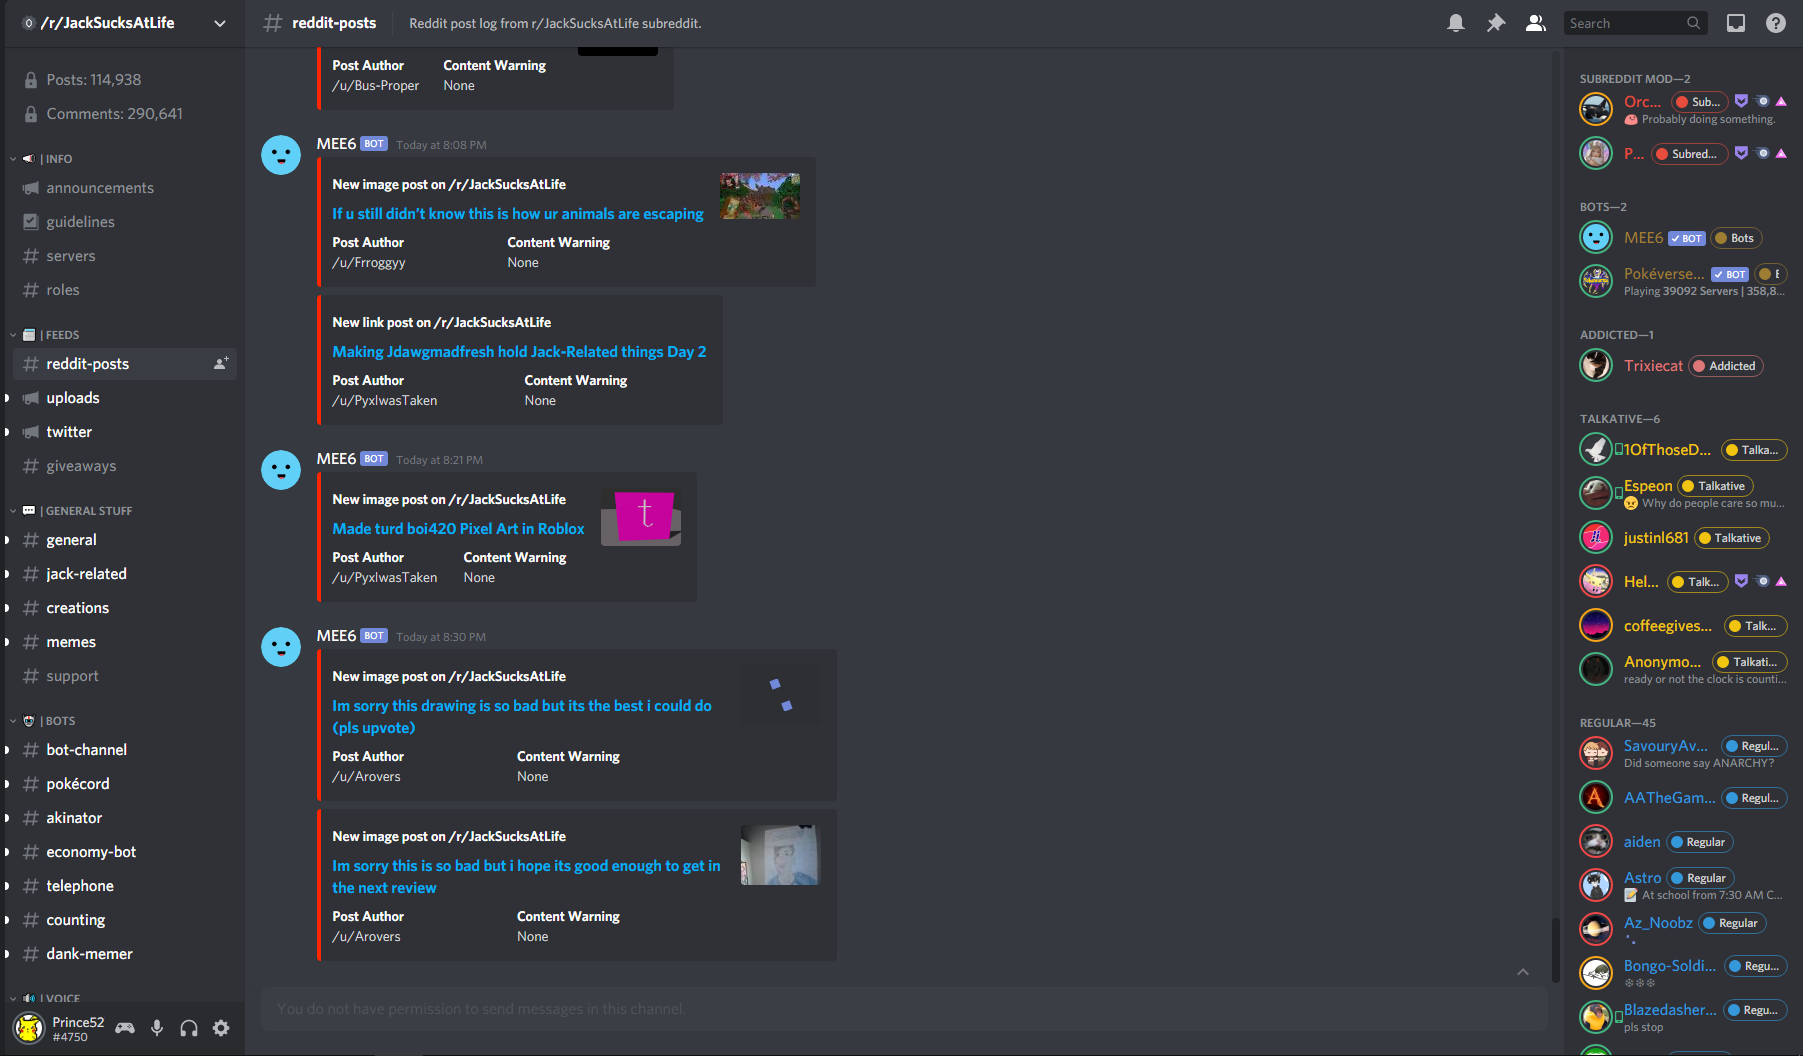 /r/JackSucksAtLife
Posts: 114,938
Comments: 290,641
| INFO
announcements
guidelines
servers
roles
| FEEDS
reddit-posts
uploads
twitter
giveaways
| GENERAL STUFF
general
jack-related
creations
memes
support
| BOTS
bot-channel
pokécord
akinator
economy-bot
telephone
counting
dank-memer
| VOICE
Prince52
#4750
reddit-posts
Reddit post log from r/JackSucksAtLife subreddit.
Search
Post Author Content Warning
/u/Bus-Proper None
MEE6 BOT Today at 8:08 PM
New image post on /r/JackSucksAtLife
If u still didn't know this is how ur animals are escaping
Post Author Content Warning
/u/Frroggyy None
New link post on /r/JackSucksAtLife
Making Jdawgmadfresh hold Jack-Related things Day 2
Post Author Content Warning
/u/PyxlwasTaken None
MEE6 BOT Today at 8:21 PM
New image post on /r/JackSucksAtLife
Made turd boi420 Pixel Art in Roblox
t
Post Author Content Warning
/u/PyxlwasTaken None
MEE6 BOT Today at 8:30 PM
New image post on /r/JackSucksAtLife
Im sorry this drawing is so bad but its the best i could do
(pls upvote)
Post Author Content Warning
/u/Arovers None
New image post on /r/JackSucksAtLife
Im sorry this is so bad but i hope its good enough to get in
the next review
Post Author Content Warning
/u/Arovers None
You do not have permission to send messages in this channel.
SUBREDDIT MOD—2
Orc... Sub...
Probably doing something.
P... Subred...
BOTS—2
MEE6 BOT Bots
Pokéverse... BOT
Playing 39092 Servers | 358,8...
ADDICTED—1
Trixiecat Addicted
TALKATIVE—6
1OfThoseD... Talka...
Espeon Talkative
Why do people care so mu...
justinl681 Talkative
Hel... Talk...
coffeegives... Talk...
Anonymo... Talkati...
ready or not the clock is counti...
REGULAR—45
SavouryAv... Regul...
Did someone say ANARCHY?
AATheGam... Regul...
aiden Regular
Astro Regular
At school from 7:30 AM C...
Az_Noobz Regular
Bongo-Soldi... Regu...
Blazedasher... Regu...
pls stop